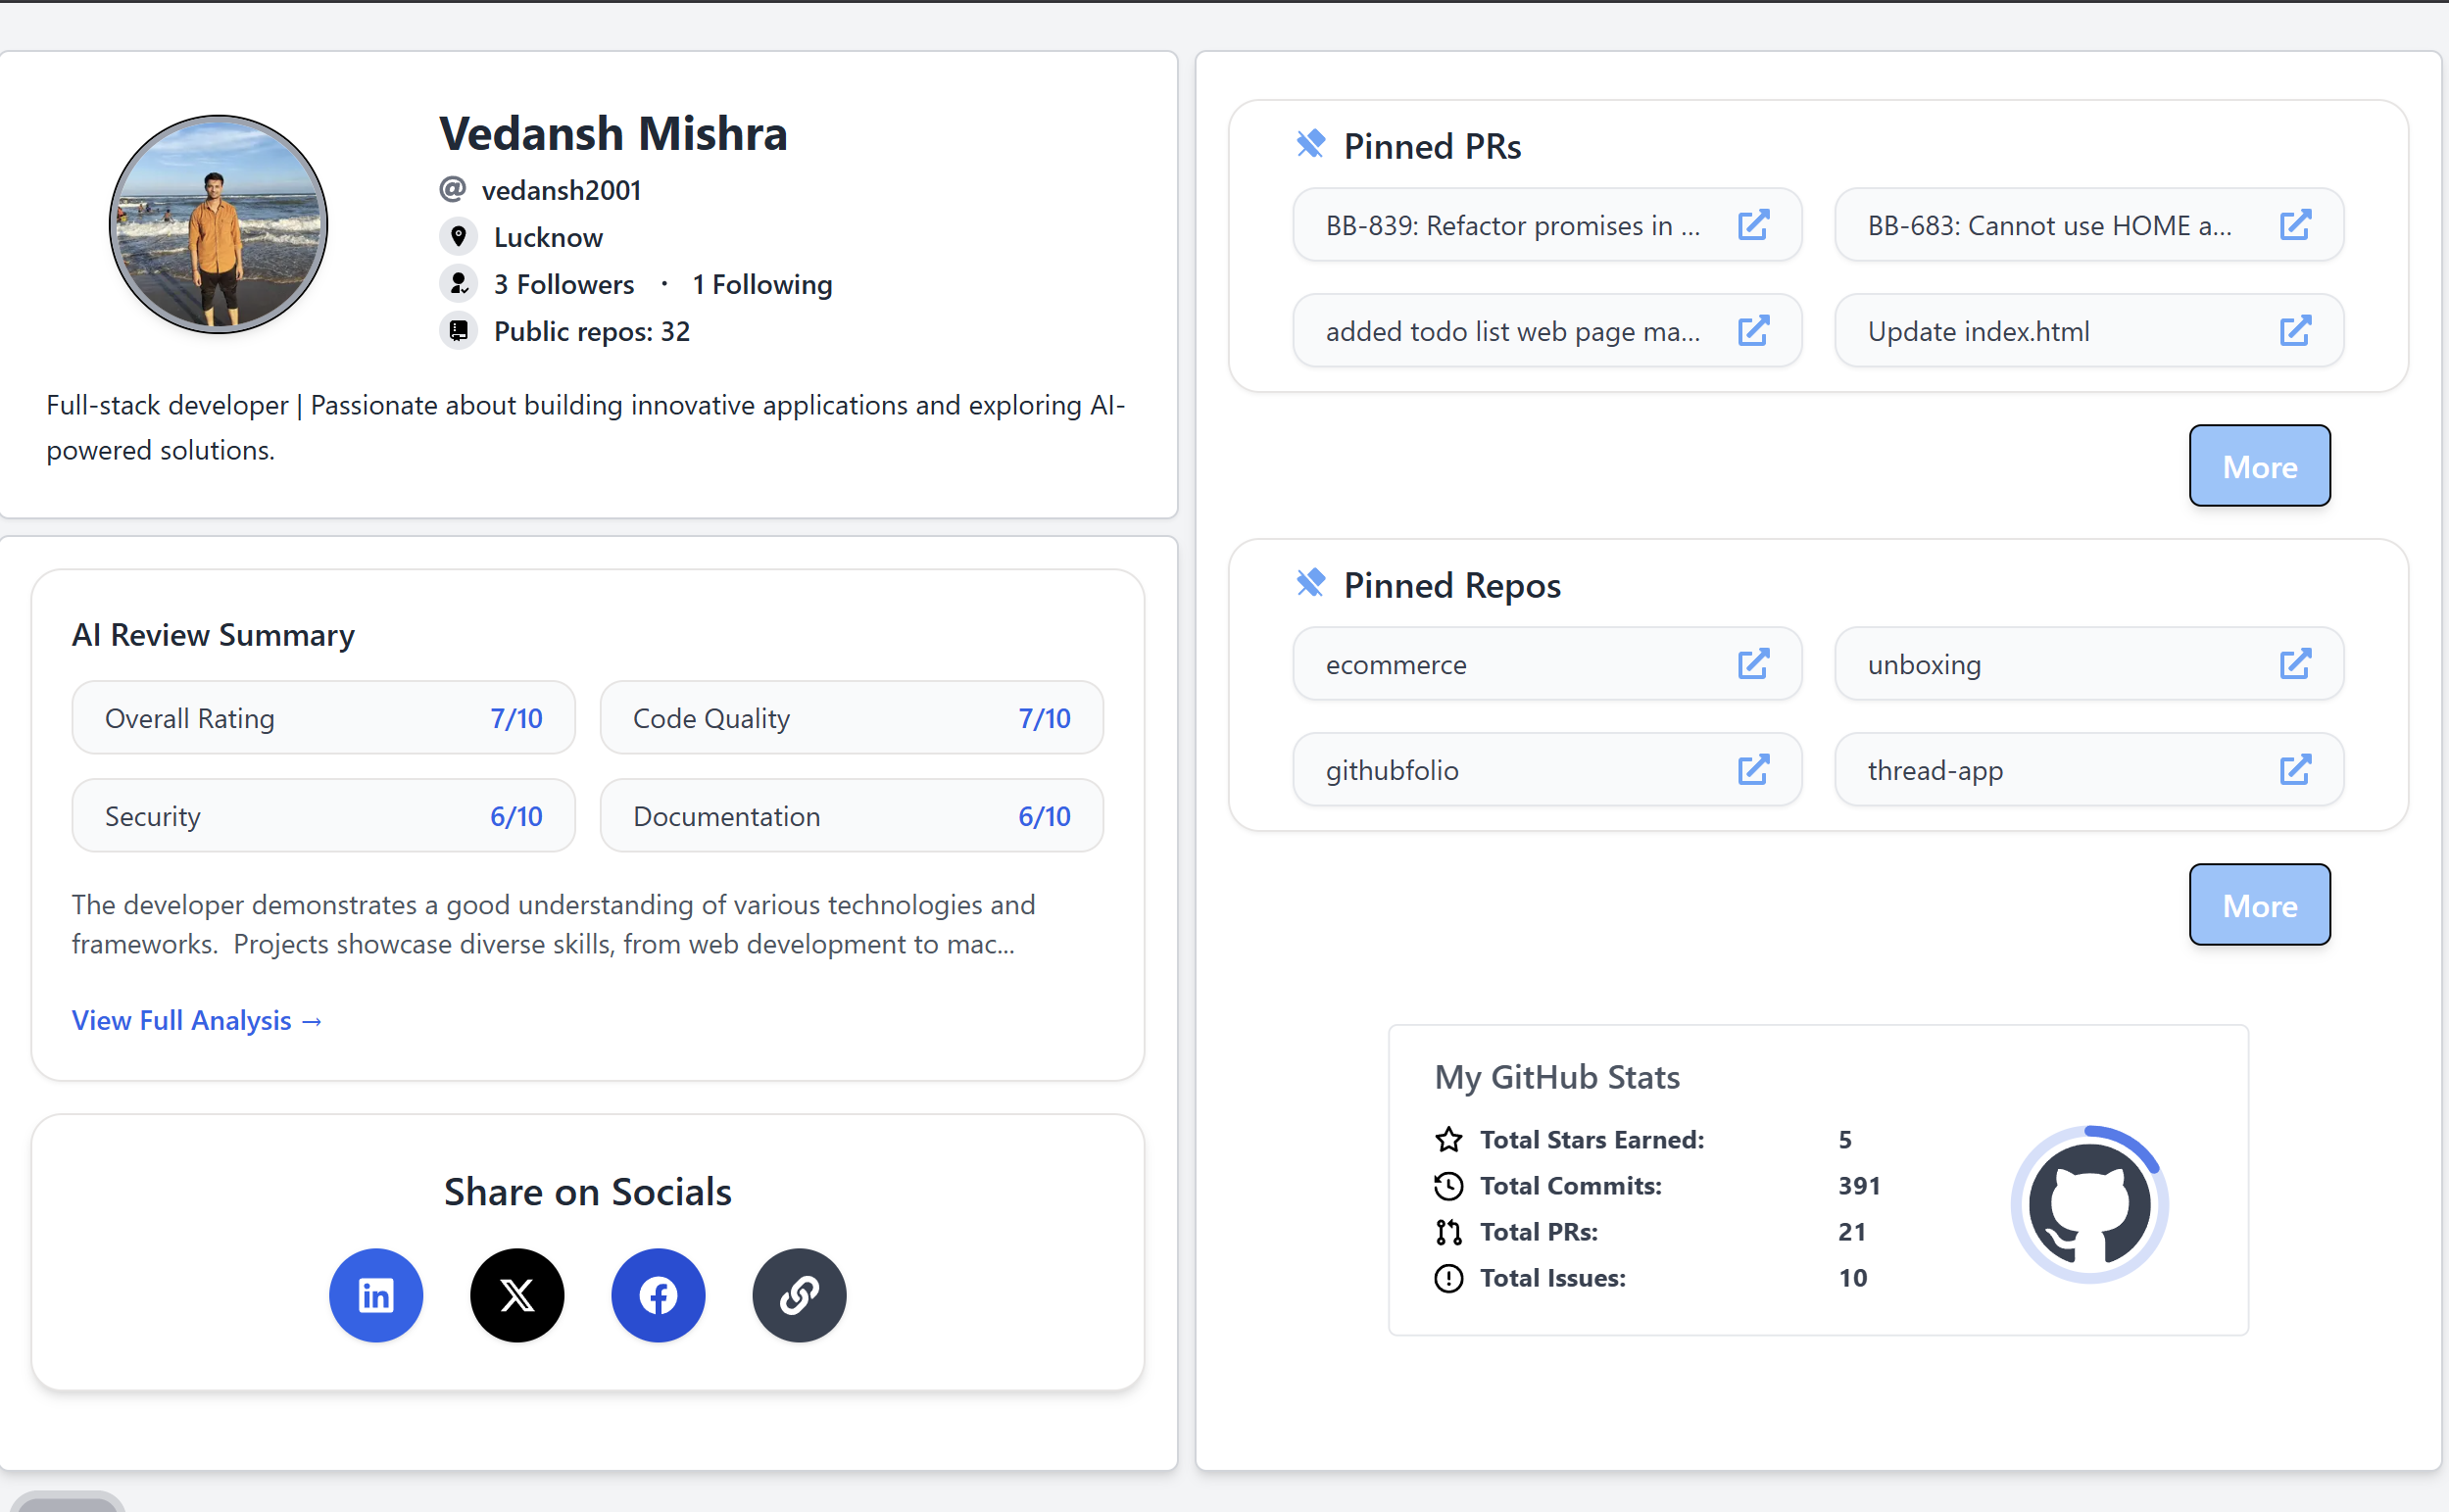 Vedansh Mishra
vedansh2001
Lucknow
3 Followers · 1 Following
Public repos: 32
Full-stack developer | Passionate about building innovative applications and exploring AI-
powered solutions.
AI Review Summary
Overall Rating 7/10
Code Quality 7/10
Security 6/10
Documentation 6/10
The developer demonstrates a good understanding of various technologies and
frameworks.  Projects showcase diverse skills, from web development to mac...
View Full Analysis →
Share on Socials
Pinned PRs
BB-839: Refactor promises in ...
BB-683: Cannot use HOME a...
added todo list web page ma...
Update index.html
More
Pinned Repos
ecommerce
unboxing
githubfolio
thread-app
More
My GitHub Stats
Total Stars Earned: 5
Total Commits: 391
Total PRs: 21
Total Issues: 10